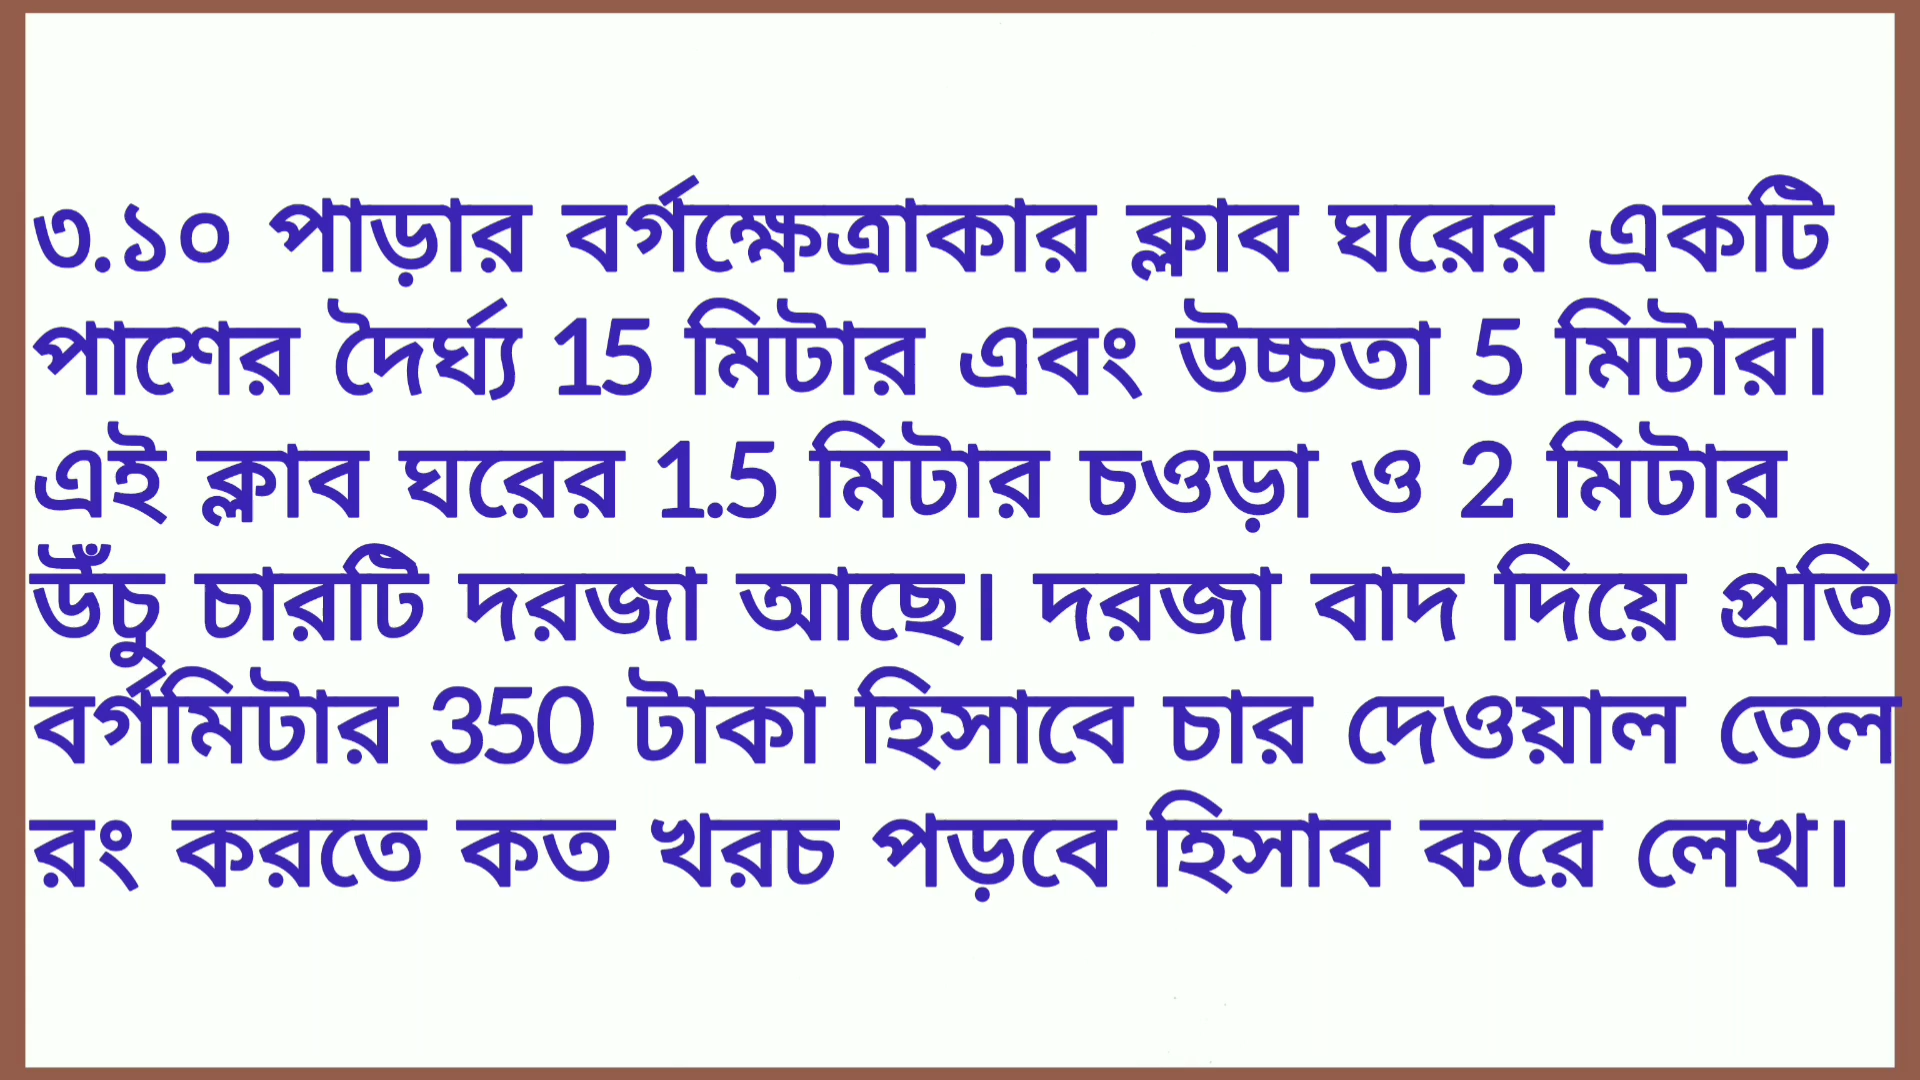 ৩.১০ পাড়ার বর্গক্ষেত্রাকার ক্লাব ঘরের একটি
পাশের দৈর্ঘ্য 15 মিটার এবং উচ্চতা 5 মিটার।
এই ক্লাব ঘরের 1.5 মিটার চওড়া ও 2 মিটার
উঁচু চারটি দরজা আছে। দরজা বাদ দিয়ে প্রতি
বর্গমিটার 350 টাকা হিসাবে চার দেওয়াল তেল
রং করতে কত খরচ পড়বে হিসাব করে লেখ।